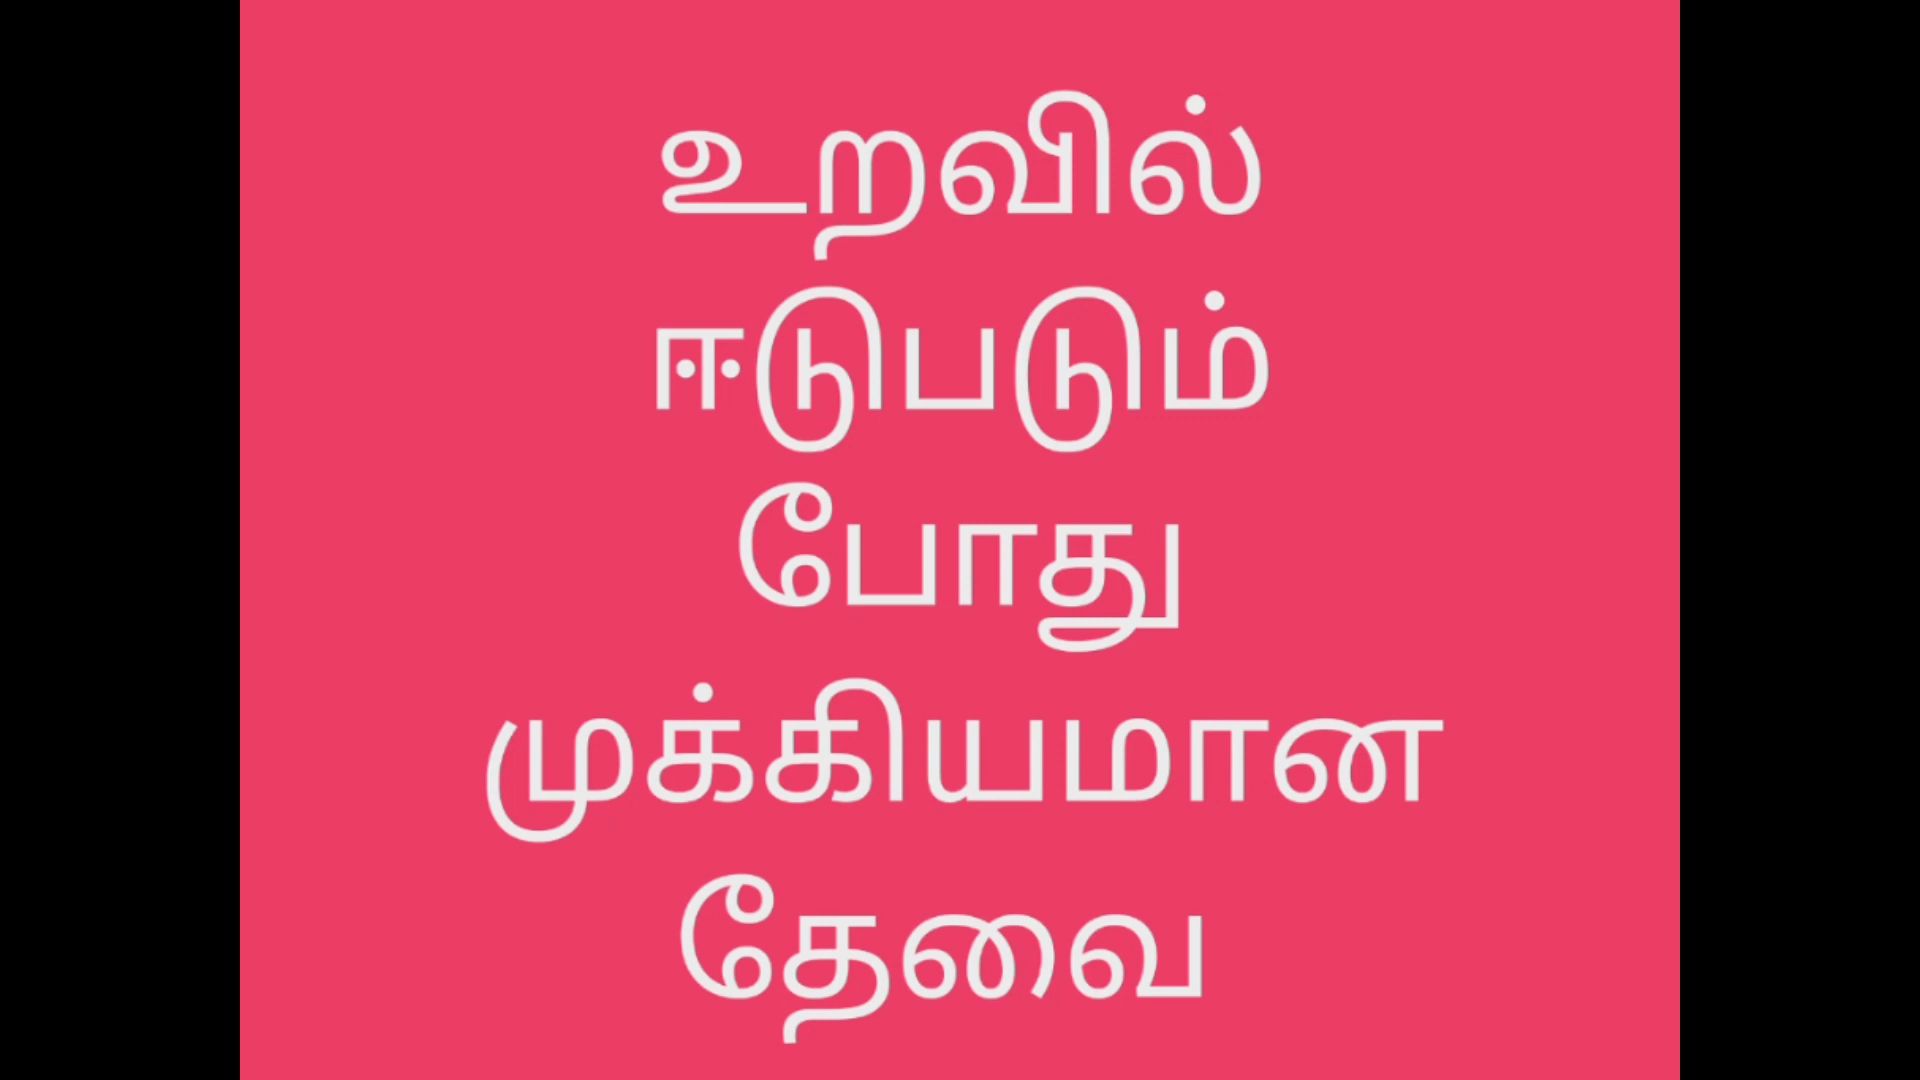 உறவில்
ஈடுபடும்
போது
முக்கியமான
தேவை